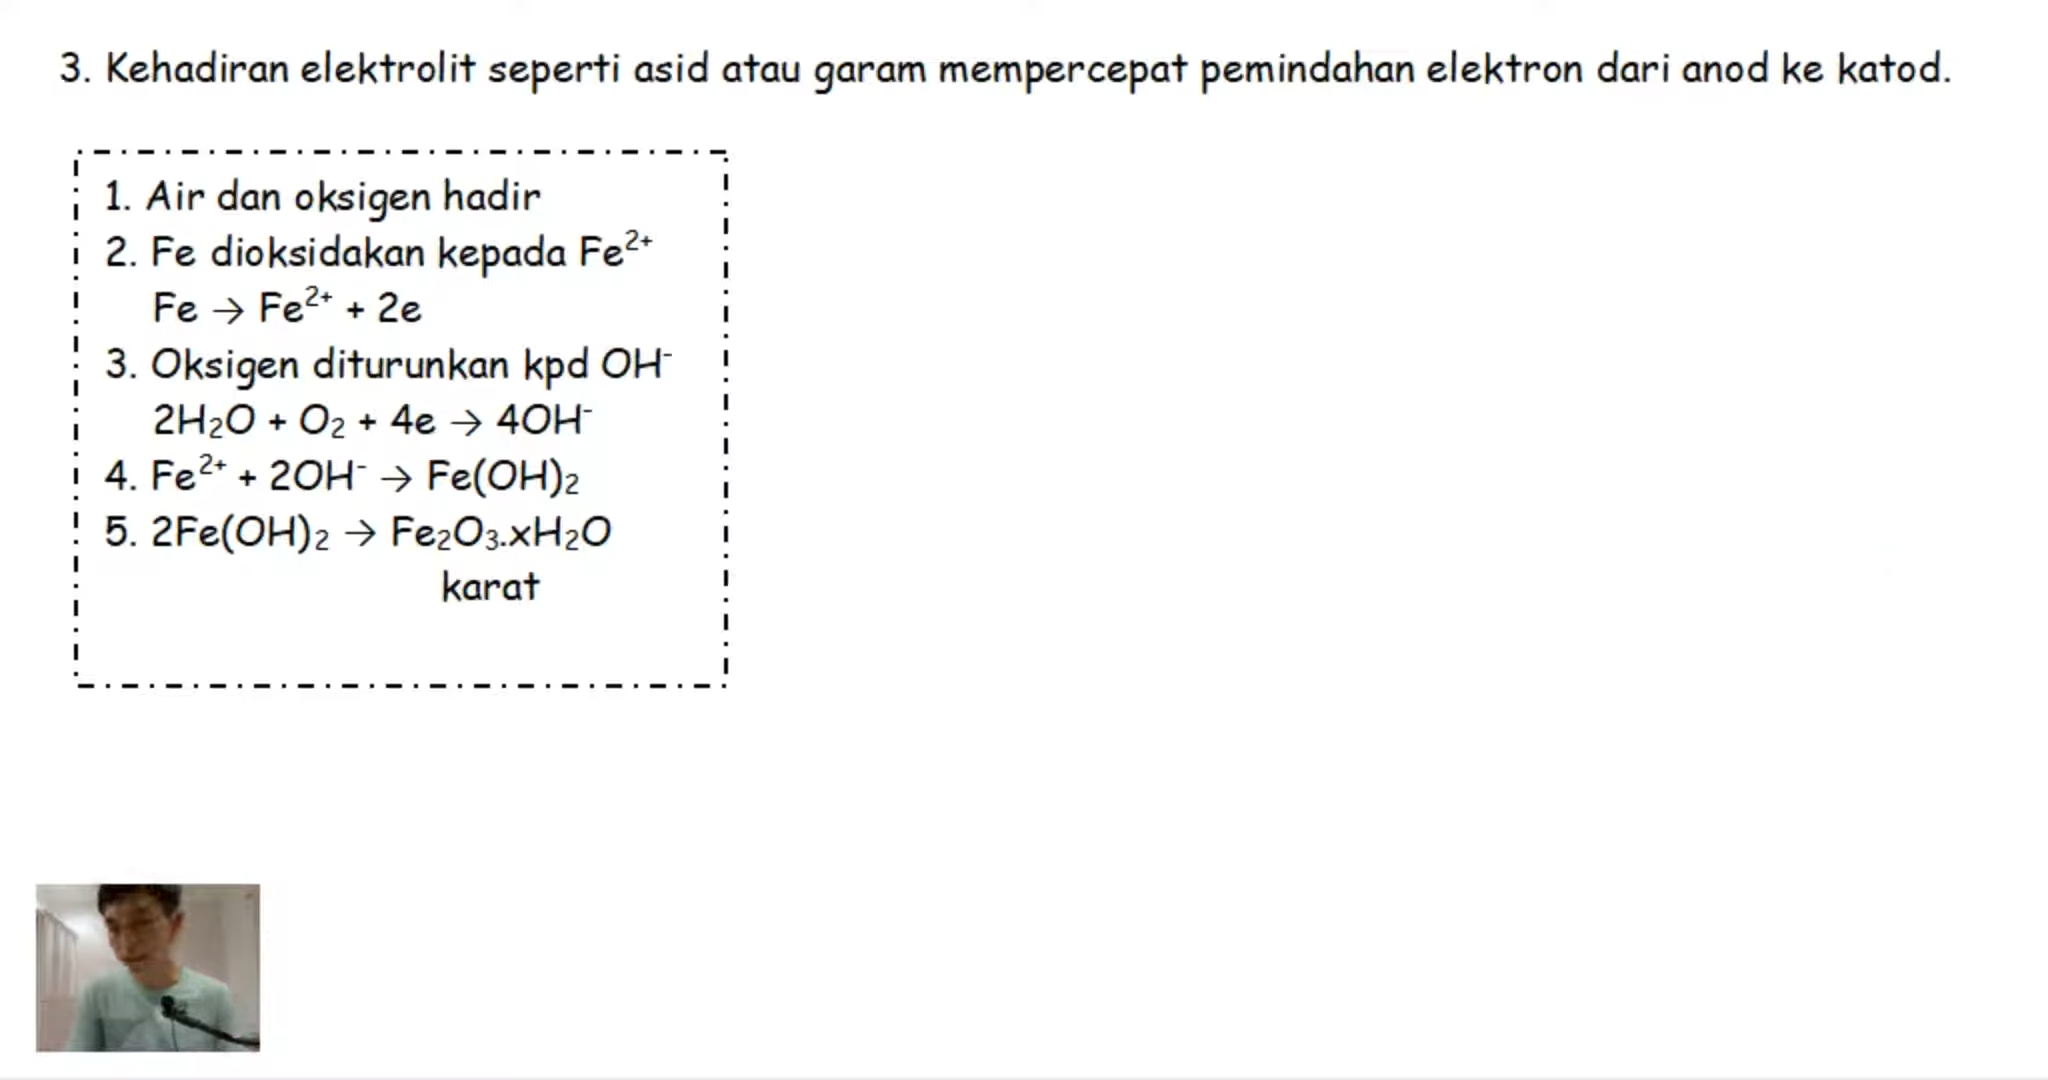 3. Kehadiran elektrolit seperti asid atau garam mempercepat pemindahan elektron dari anod ke katod.
1. Air dan oksigen hadir
2. Fe dioksidakan kepada Fe²⁺
Fe → Fe²⁺ + 2e
3. Oksigen diturunkan kpd OH⁻
2H₂O + O₂ + 4e → 4OH⁻
4. Fe²⁺ + 2OH⁻ → Fe(OH)₂
5. 2Fe(OH)₂ → Fe₂O₃.xH₂O
karat